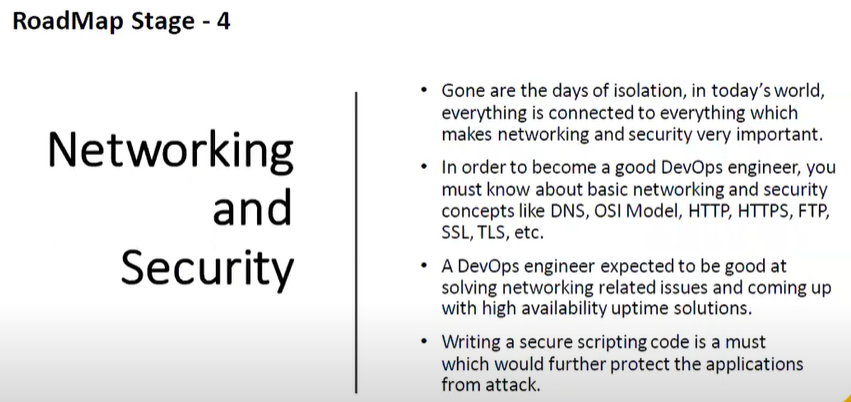 RoadMap Stage - 4
Networking
and
Security
• Gone are the days of isolation, in today's world,
everything is connected to everything which
makes networking and security very important.
• In order to become a good DevOps engineer, you
must know about basic networking and security
concepts like DNS, OSI Model, HTTP, HTTPS, FTP,
SSL, TLS, etc.
• A DevOps engineer expected to be good at
solving networking related issues and coming up
with high availability uptime solutions.
• Writing a secure scripting code is a must
which would further protect the applications
from attack.